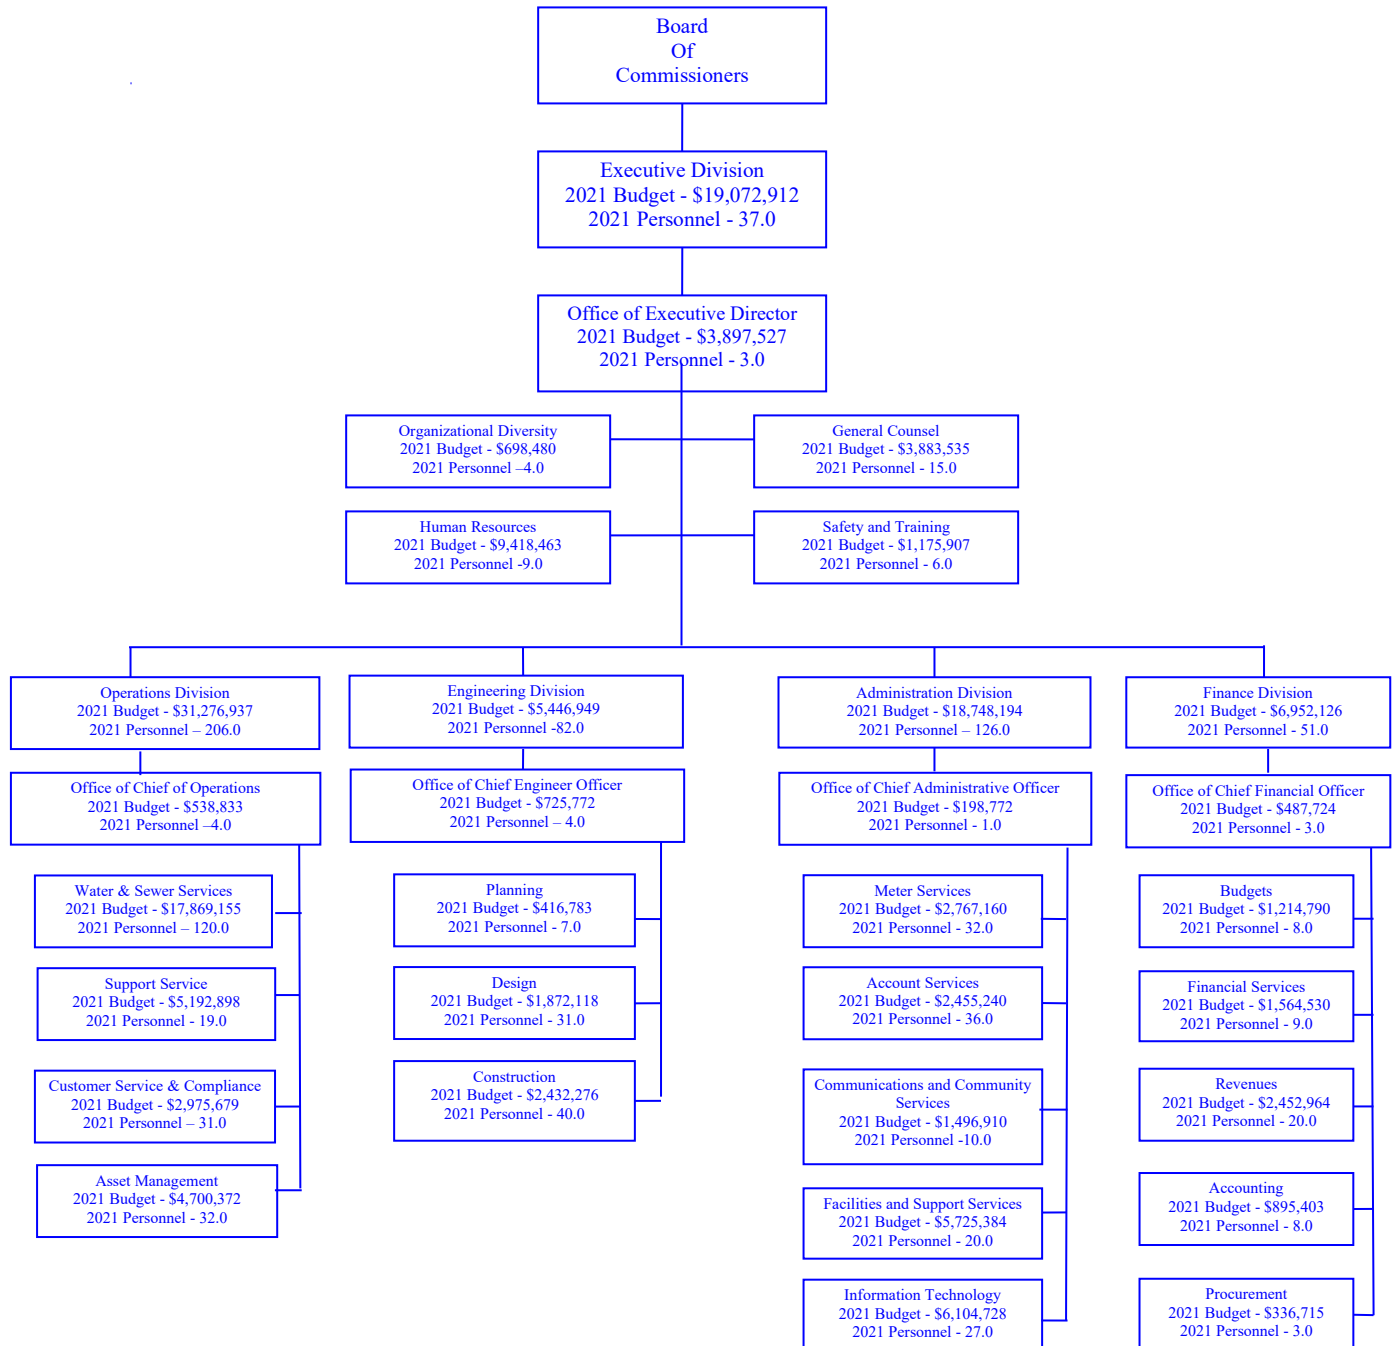 Board
Of
Commissioners
Executive Division
2021 Budget - $19,072,912
2021 Personnel - 37.0
Office of Executive Director
2021 Budget - $3,897,527
2021 Personnel - 3.0
Organizational Diversity
2021 Budget - $698,480
2021 Personnel –4.0
General Counsel
2021 Budget - $3,883,535
2021 Personnel - 15.0
Human Resources
2021 Budget - $9,418,463
2021 Personnel -9.0
Safety and Training
2021 Budget - $1,175,907
2021 Personnel - 6.0
Operations Division
2021 Budget - $31,276,937
2021 Personnel – 206.0
Office of Chief of Operations
2021 Budget - $538,833
2021 Personnel –4.0
Water & Sewer Services
2021 Budget - $17,869,155
2021 Personnel – 120.0
Support Service
2021 Budget - $5,192,898
2021 Personnel - 19.0
Customer Service & Compliance
2021 Budget - $2,975,679
2021 Personnel – 31.0
Asset Management
2021 Budget - $4,700,372
2021 Personnel - 32.0
Engineering Division
2021 Budget - $5,446,949
2021 Personnel -82.0
Office of Chief Engineer Officer
2021 Budget - $725,772
2021 Personnel – 4.0
Planning
2021 Budget - $416,783
2021 Personnel - 7.0
Design
2021 Budget - $1,872,118
2021 Personnel - 31.0
Construction
2021 Budget - $2,432,276
2021 Personnel - 40.0
Administration Division
2021 Budget - $18,748,194
2021 Personnel – 126.0
Office of Chief Administrative Officer
2021 Budget - $198,772
2021 Personnel - 1.0
Meter Services
2021 Budget - $2,767,160
2021 Personnel - 32.0
Account Services
2021 Budget - $2,455,240
2021 Personnel - 36.0
Communications and Community
Services
2021 Budget - $1,496,910
2021 Personnel -10.0
Facilities and Support Services
2021 Budget - $5,725,384
2021 Personnel - 20.0
Information Technology
2021 Budget - $6,104,728
2021 Personnel - 27.0
Finance Division
2021 Budget - $6,952,126
2021 Personnel - 51.0
Office of Chief Financial Officer
2021 Budget - $487,724
2021 Personnel - 3.0
Budgets
2021 Budget - $1,214,790
2021 Personnel - 8.0
Financial Services
2021 Budget - $1,564,530
2021 Personnel - 9.0
Revenues
2021 Budget - $2,452,964
2021 Personnel - 20.0
Accounting
2021 Budget - $895,403
2021 Personnel - 8.0
Procurement
2021 Budget - $336,715
2021 Personnel - 3.0